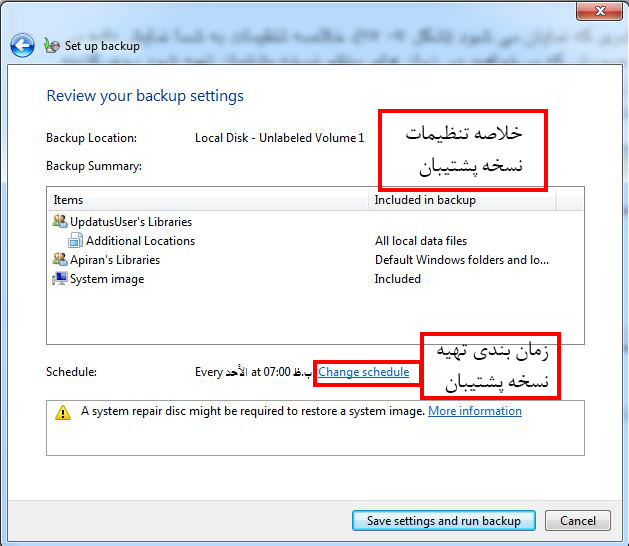 Set up backup
Review your backup settings
Backup Location: Local Disk - Unlabeled Volume 1
خلاصه تنظیمات
نسخه پشتیبان
Backup Summary:
Items Included in backup
UpdatusUser's Libraries
Additional Locations All local data files
Apiran's Libraries Default Windows folders and lo...
System image Included
زمان بندی تهیه
نسخه پشتیبان
Schedule: Every الأحد at 07:00 ب.ظ Change schedule
A system repair disc might be required to restore a system image. More information
Save settings and run backup Cancel